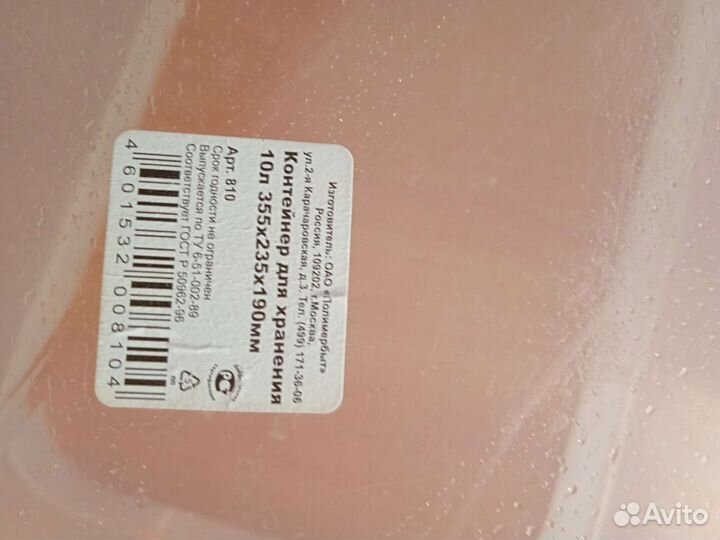 Изготовитель: ОАО «Полимербыт»
Россия, 109202, г.Москва,
ул.2-я Карачаровская, д.3. Тел. (499) 171-36-06
Контейнер для хранения
10л 355х235х190мм
Арт. 810
Срок годности не ограничен
Выпускается по ТУ 6-51-002-89
Соответствует ГОСТ Р 50962-96
4 601532 008104
Avito